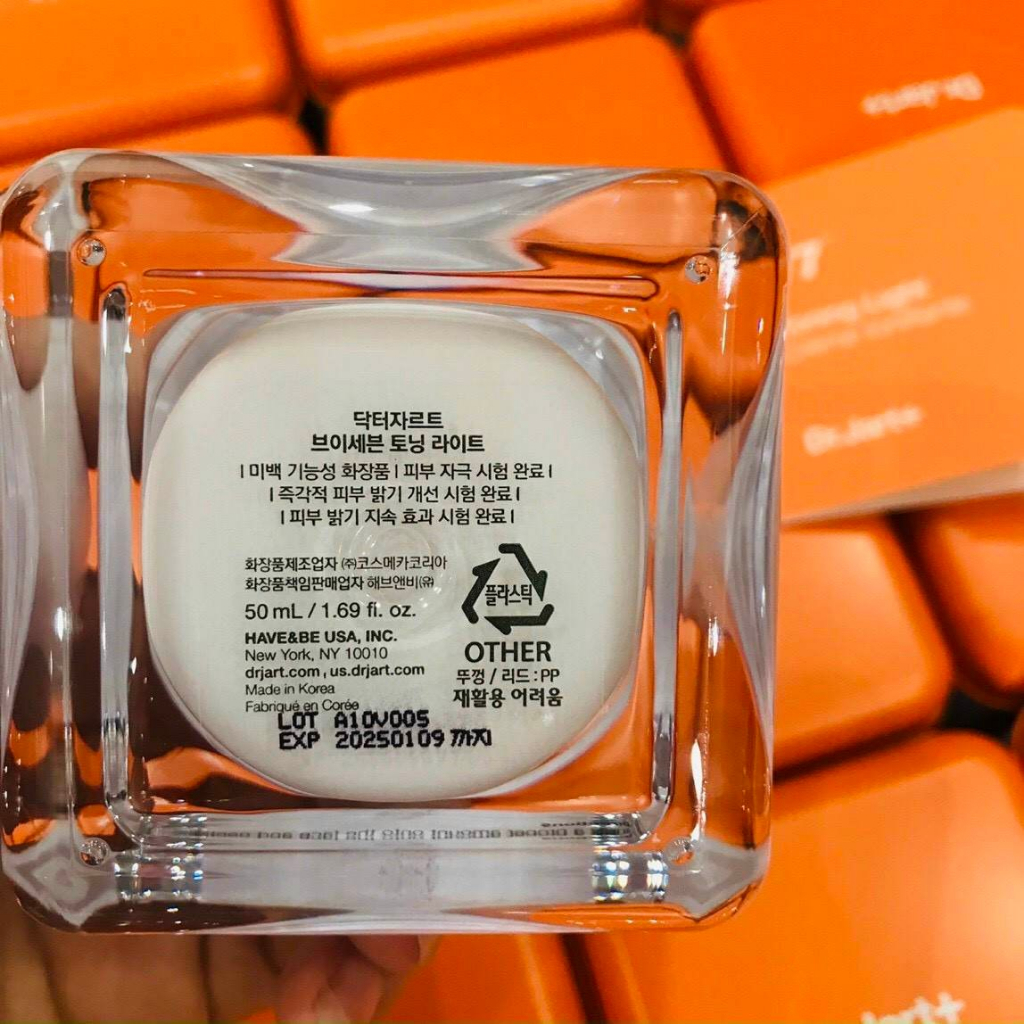 닥터자르트
브이세븐 토닝 라이트
| 미백 기능성 화장품 | 피부 자극 시험 완료 |
| 즉각적 피부 밝기 개선 시험 완료 |
| 피부 밝기 지속 효과 시험 완료 |
화장품제조업자 ㈜코스메카코리아
화장품책임판매업자 해브앤비(유)
50 mL / 1.69 fl. oz.
HAVE&BE USA, INC.
New York, NY 10010
drjart.com, us.drjart.com
Made in Korea
Fabriqué en Corée
LOT A10V005
EXP 20250109 까지
플라스틱
OTHER
뚜껑 / 리드 : PP
재활용 어려움
Dr.Jart+
Dr.Jart+